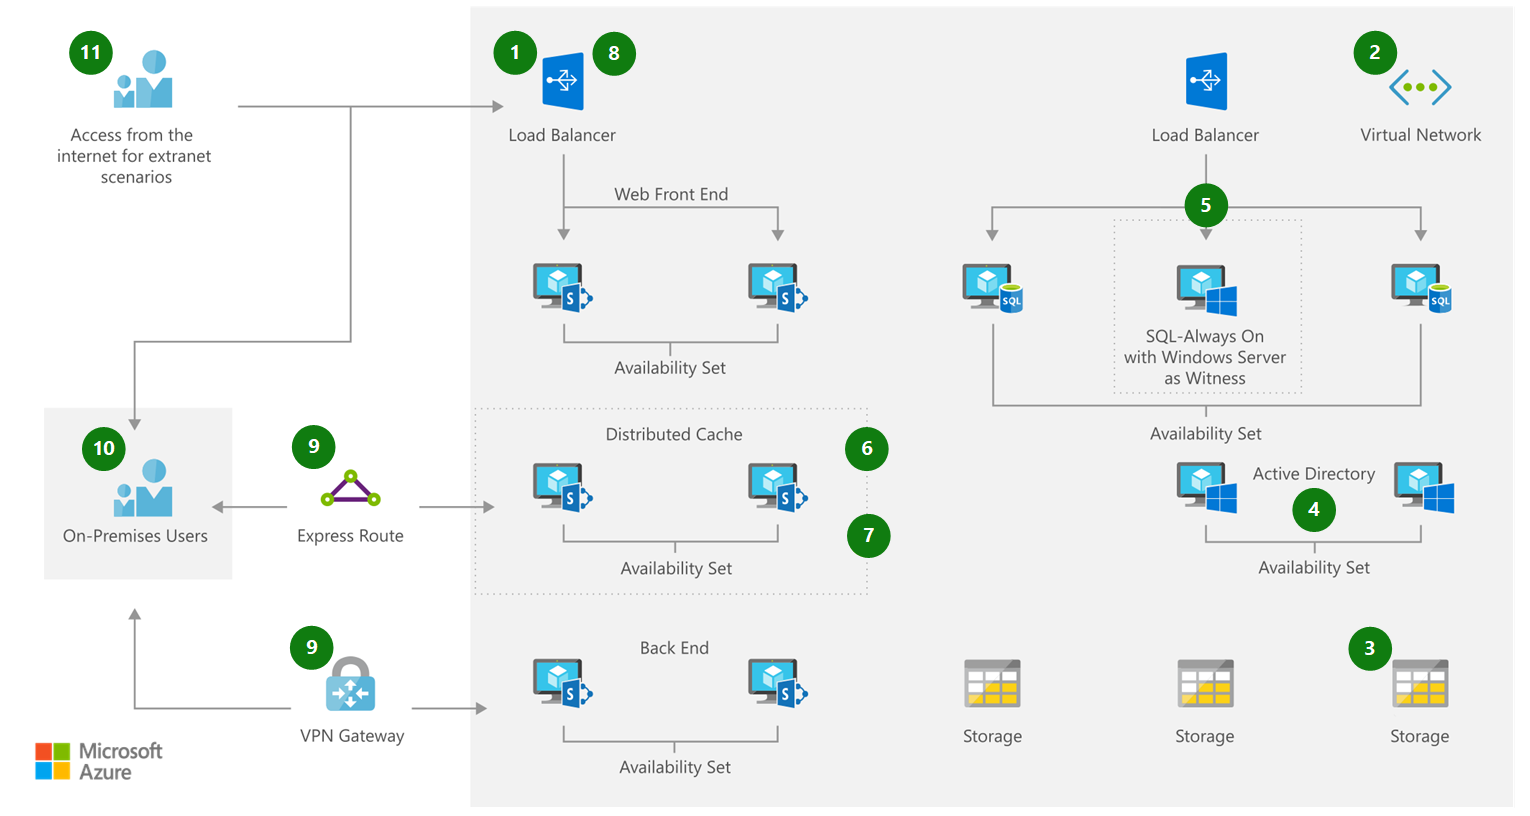 11
Access from the
internet for extranet
scenarios
1
8
Load Balancer
Web Front End
Availability Set
Load Balancer
2
Virtual Network
5
SQL
SQL
SQL-Always On
with Windows Server
as Witness
Availability Set
10
On-Premises Users
9
Express Route
Distributed Cache
6
7
Availability Set
Active Directory
4
Availability Set
9
VPN Gateway
Back End
Availability Set
3
Storage
Storage
Storage
S
S
S
S
S
S
Microsoft
Azure